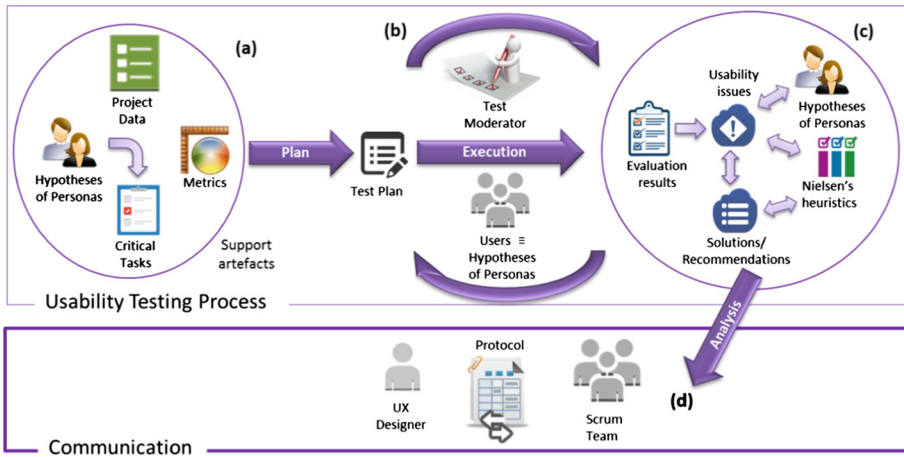 (a)
Project
Data
Hypotheses
of Personas
Metrics
Critical
Tasks
Support
artefacts
Plan
Test Plan
(b)
Test
Moderator
Execution
Users ≡
Hypotheses
of Personas
(c)
Usability
issues
Hypotheses
of Personas
Evaluation
results
Nielsen's
heuristics
Solutions/
Recommendations
Usability Testing Process
Analysis
(d)
UX
Designer
Protocol
Scrum
Team
Communication